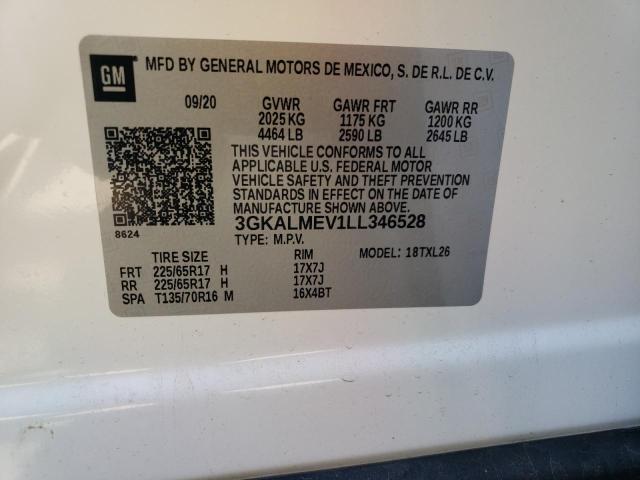 GM
MFD BY GENERAL MOTORS DE MEXICO, S. DE R.L. DE C.V.
09/20 GVWR GAWR FRT GAWR RR
2025 KG 1175 KG 1200 KG
4464 LB 2590 LB 2645 LB
THIS VEHICLE CONFORMS TO ALL
APPLICABLE U.S. FEDERAL MOTOR
VEHICLE SAFETY AND THEFT PREVENTION
STANDARDS IN EFFECT ON THE DATE OF
MANUFACTURE SHOWN ABOVE.
8624 3GKALMEV1LL346528
TYPE: M.P.V. MODEL: 18TXL26
TIRE SIZE RIM
FRT 225/65R17 H 17X7J
RR 225/65R17 H 17X7J
SPA T135/70R16 M 16X4BT